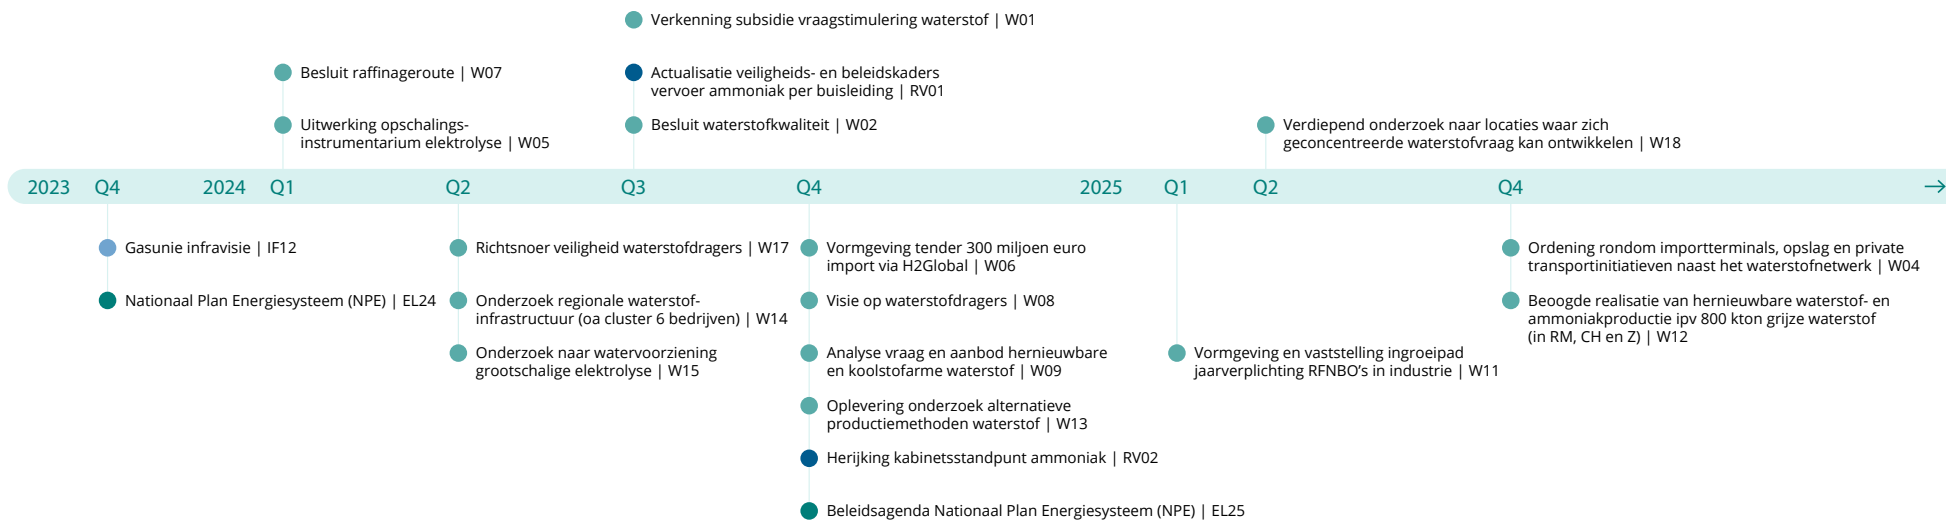 Verkenning subsidie vraagstimulering waterstof | W01
Besluit raffinageroute | W07
Actualisatie veiligheids- en beleidskaders
vervoer ammoniak per buisleiding | RV01
Uitwerking opschalings-
instrumentarium elektrolyse | W05
Besluit waterstofkwaliteit | W02
Verdiepend onderzoek naar locaties waar zich
geconcentreerde waterstofvraag kan ontwikkelen | W18
2023 Q4 2024 Q1 Q2 Q3 Q4 2025 Q1 Q2 Q4 →
Gasunie infravisie | IF12
Nationaal Plan Energiesysteem (NPE) | EL24
Richtsnoer veiligheid waterstofdragers | W17
Onderzoek regionale waterstof-
infrastructuur (oa cluster 6 bedrijven) | W14
Onderzoek naar watervoorziening
grootschalige elektrolyse | W15
Vormgeving tender 300 miljoen euro
import via H2Global | W06
Visie op waterstofdragers | W08
Analyse vraag en aanbod hernieuwbare
en koolstofarme waterstof | W09
Oplevering onderzoek alternatieve
productiemethoden waterstof | W13
Herijking kabinetsstandpunt ammoniak | RV02
Beleidsagenda Nationaal Plan Energiesysteem (NPE) | EL25
Vormgeving en vaststelling ingroeipad
jaarverplichting RFNBO’s in industrie | W11
Ordening rondom importterminals, opslag en private
transportinitiatieven naast het waterstofnetwerk | W04
Beoogde realisatie van hernieuwbare waterstof- en
ammoniakproductie ipv 800 kton grijze waterstof
(in RM, CH en Z) | W12